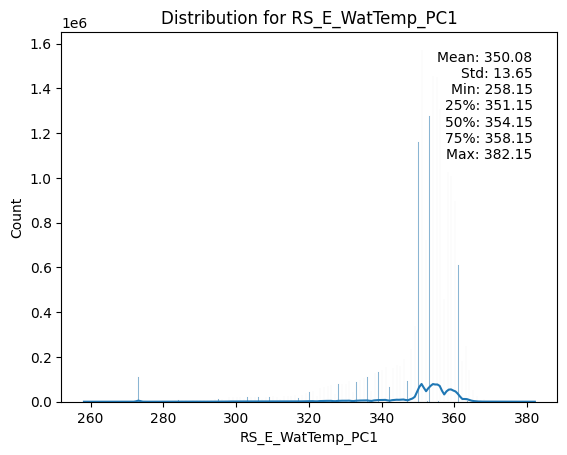 Distribution for RS_E_WatTemp_PC1
1e6
1.6
1.4
1.2
1.0
0.8
0.6
0.4
0.2
0.0
Count
Mean: 350.08
Std: 13.65
Min: 258.15
25%: 351.15
50%: 354.15
75%: 358.15
Max: 382.15
260 280 300 320 340 360 380
RS_E_WatTemp_PC1